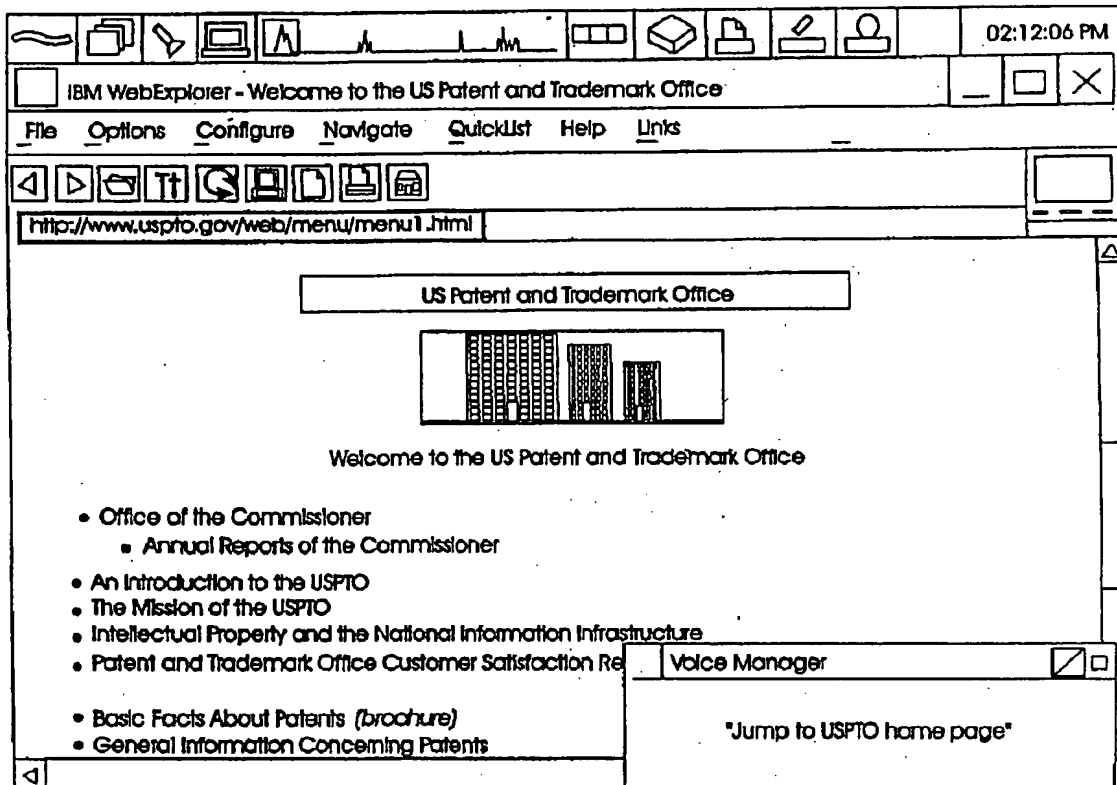 02:12:06 PM
IBM WebExplorer - Welcome to the US Patent and Trademark Office
File Options Configure Navigate QuickList Help Links
Tt
http://www.uspto.gov/web/menu/menu1.html
US Patent and Trademark Office
Welcome to the US Patent and Trademark Office
• Office of the Commissioner
▪ Annual Reports of the Commissioner
• An Introduction to the USPTO
• The Mission of the USPTO
• Intellectual Property and the National Information Infrastructure
• Patent and Trademark Office Customer Satisfaction Re
• Basic Facts About Patents (brochure)
• General Information Concerning Patents
Voice Manager
"Jump to USPTO home page"